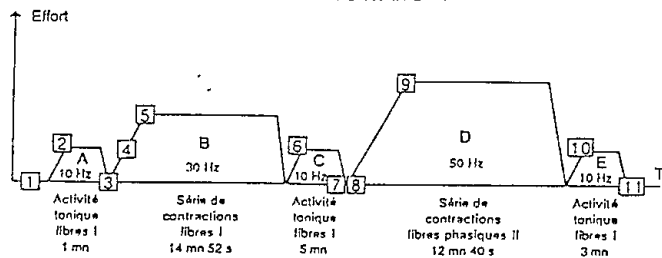 Effort
9
5
2
4
6
10
A
B
C
D
E
10 Hz
30 Hz
10 Hz
50 Hz
10 Hz
1
3
7
8
11
T
Activité
tonique
fibres I
1 mn
Série de
contractions
fibres I
14 mn 52 s
Activité
tonique
fibres I
5 mn
Série de
contractions
fibres phasiques II
12 mn 40 s
Activité
tonique
fibres I
3 mn